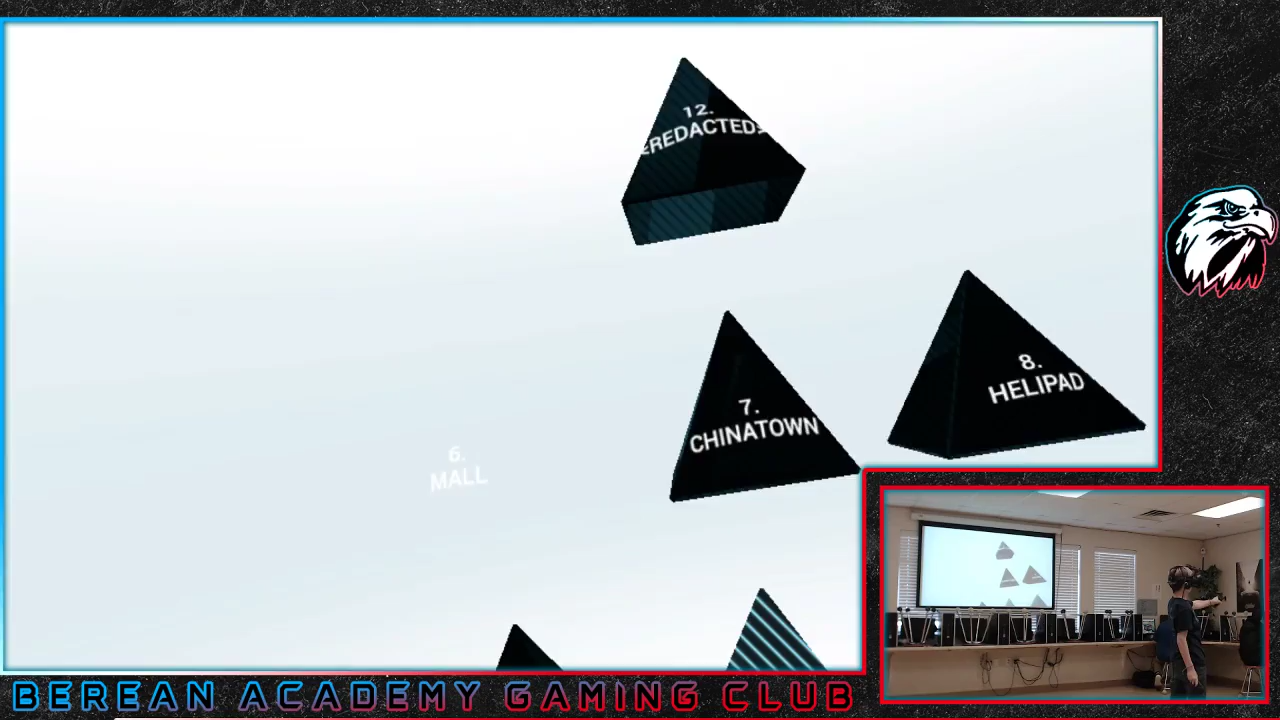 12.
<REDACTED>
8.
HELIPAD
7.
CHINATOWN
6.
MALL
BEREAN ACADEMY GAMING CLUB